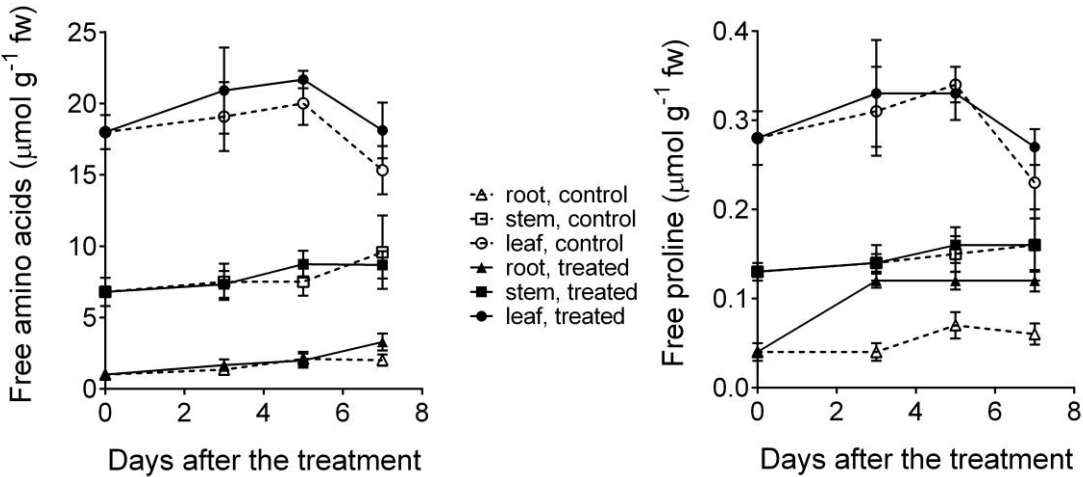 Free amino acids (μmol g⁻¹ fw)
25
20
15
10
5
0
0 2 4 6 8
Days after the treatment
root, control
stem, control
leaf, control
root, treated
stem, treated
leaf, treated
Free proline (μmol g⁻¹ fw)
0.4
0.3
0.2
0.1
0.0
0 2 4 6 8
Days after the treatment